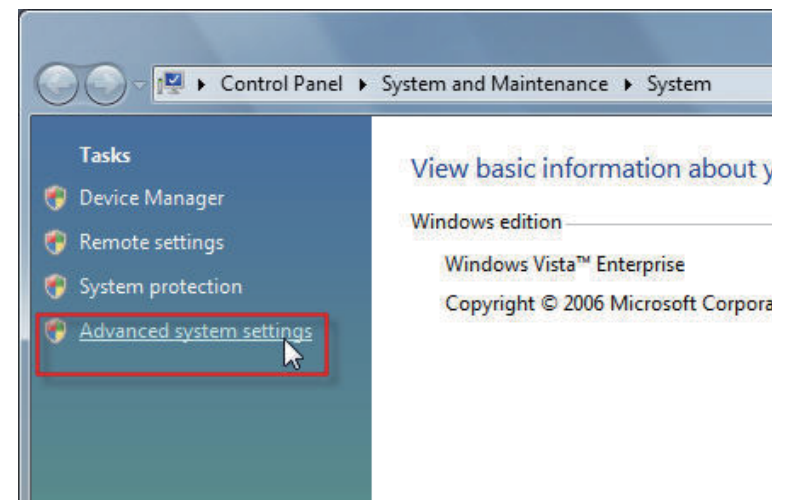 Control Panel System and Maintenance System
Tasks
Device Manager
Remote settings
System protection
Advanced system settings
View basic information about y
Windows edition
Windows Vista™ Enterprise
Copyright © 2006 Microsoft Corpora